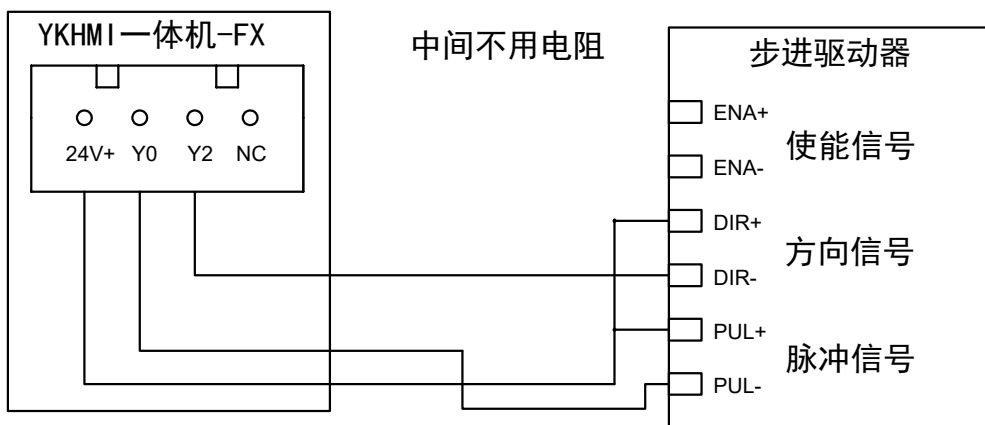 YKHMI一体机-FX
24V+ Y0 Y2 NC
中间不用电阻
步进驱动器
ENA+
使能信号
ENA-
DIR+
方向信号
DIR-
PUL+
脉冲信号
PUL-